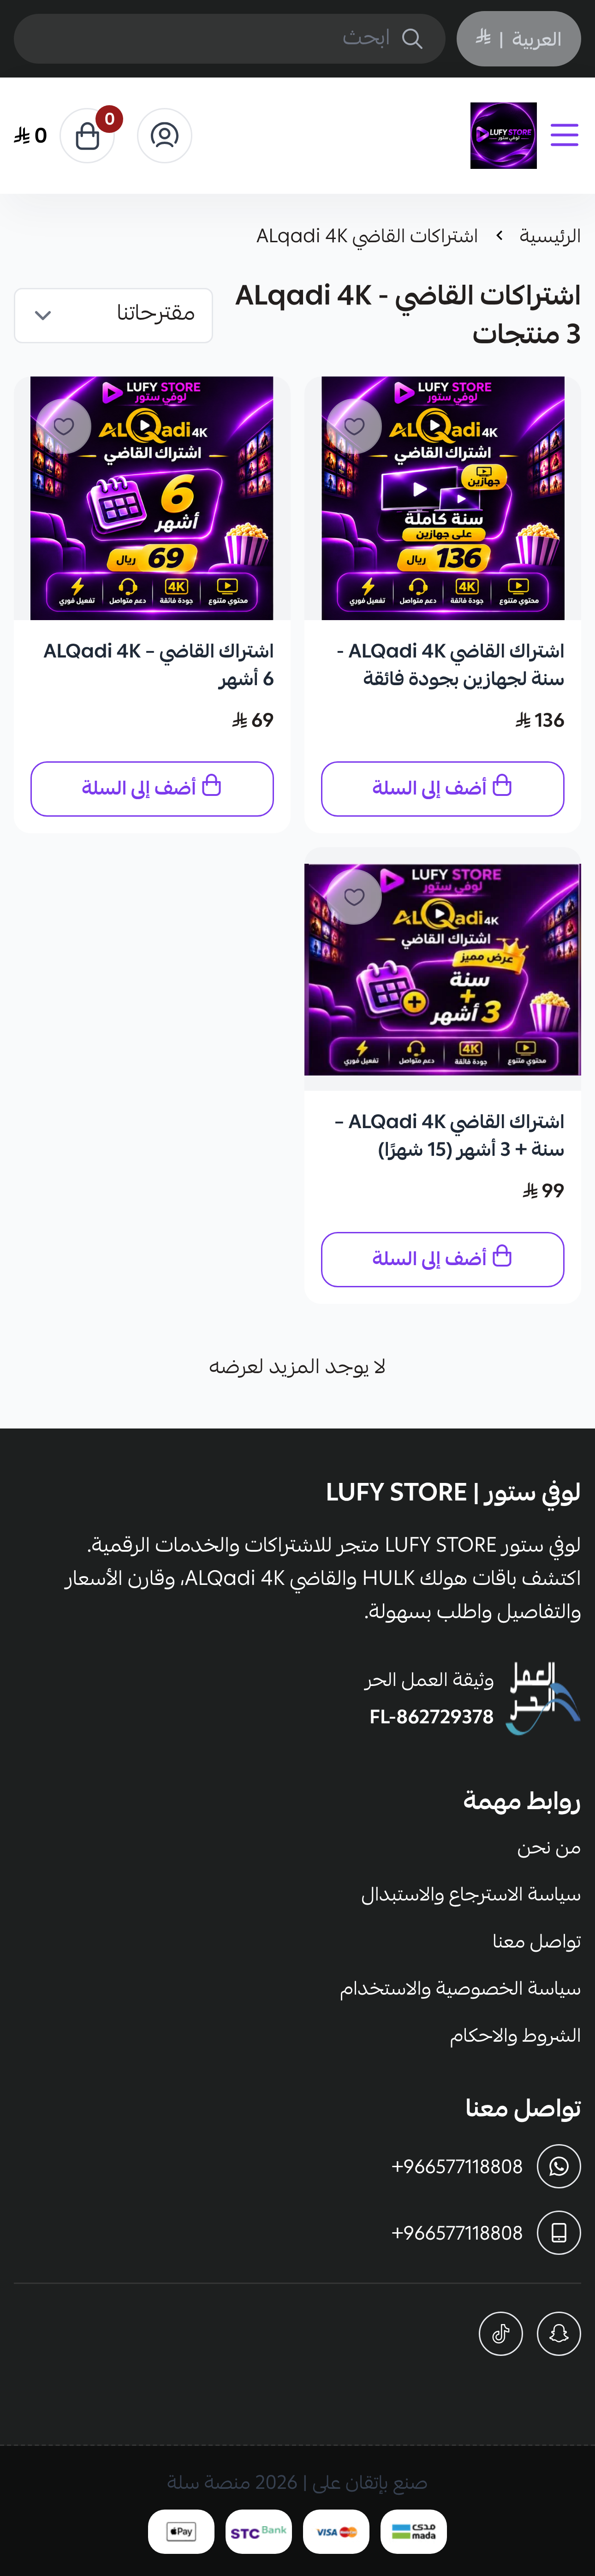 العربية | ⃁
ابحث
LUFY STORE
لوفي ستور
0
0 ⃁
الرئيسية
اشتراكات القاضي ALqadi 4K
اشتراكات القاضي - ALqadi 4K
3 منتجات
مقترحاتنا
LUFY STORE
لوفي ستور
ALQadi 4K
اشتراك القاضي
جهازين
سنة كاملة
على جهازين
136 ريال
محتوي متنوع
جودة فائقة
4K
دعم متواصل
تفعيل فوري
اشتراك القاضي ALQadi 4K -
سنة لجهازين بجودة فائقة
136 ⃁
أضف إلى السلة
LUFY STORE
لوفي ستور
ALQadi 4K
اشتراك القاضي
6
أشهر
69 ريال
محتوي متنوع
جودة فائقة
4K
دعم متواصل
تفعيل فوري
اشتراك القاضي ALQadi 4K –
6 أشهر
69 ⃁
أضف إلى السلة
LUFY STORE
لوفي ستور
ALQadi 4K
اشتراك القاضي
عرض مميز
سنة
+
3 أشهر
محتوي متنوع
جودة فائقة
4K
دعم متواصل
تفعيل فوري
اشتراك القاضي ALQadi 4K –
سنة + 3 أشهر (15 شهرًا)
99 ⃁
أضف إلى السلة
لا يوجد المزيد لعرضه
لوفي ستور | LUFY STORE
لوفي ستور LUFY STORE متجر للاشتراكات والخدمات الرقمية.
اكتشف باقات هولك HULK والقاضي ALQadi 4K، وقارن الأسعار
والتفاصيل واطلب بسهولة.
العمل
الحر
وثيقة العمل الحر
FL-862729378
روابط مهمة
من نحن
سياسة الاسترجاع والاستبدال
تواصل معنا
سياسة الخصوصية والاستخدام
الشروط والاحكام
تواصل معنا
+966577118808
+966577118808
صنع بإتقان على | 2026 منصة سلة
مدى
mada
VISA
STC Bank
Pay